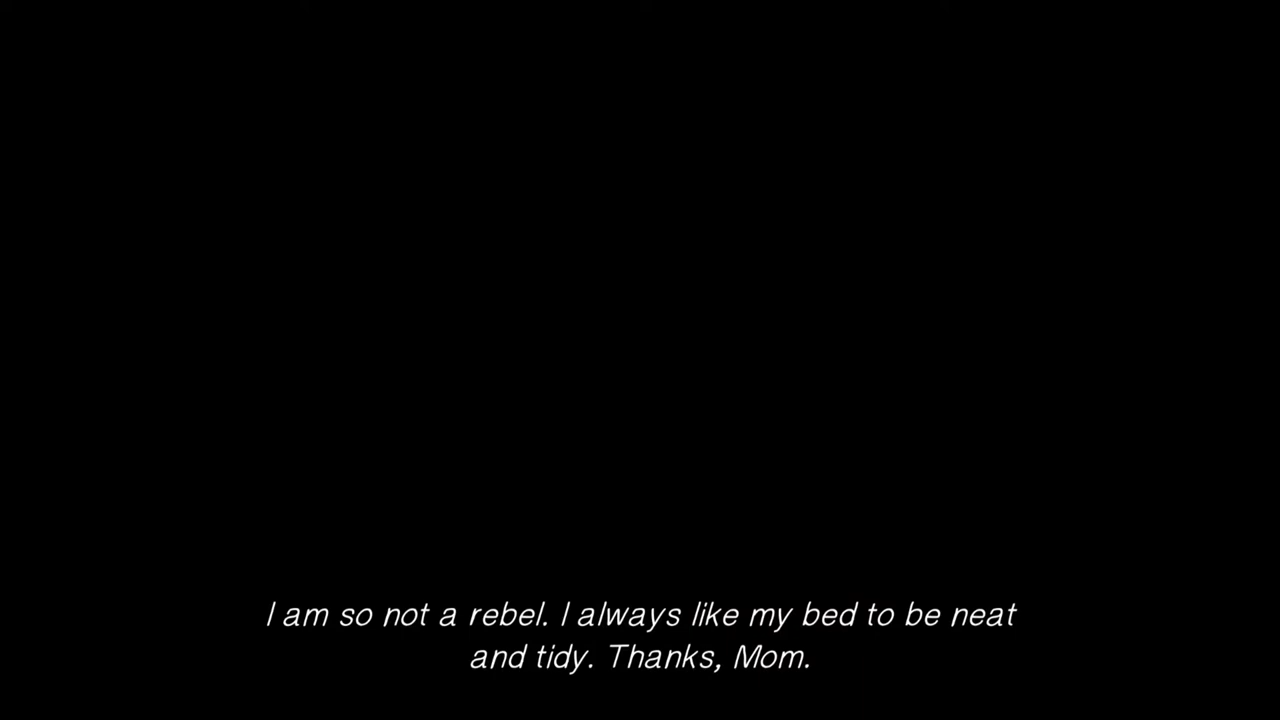 I am so not a rebel. I always like my bed to be neat
and tidy. Thanks, Mom.